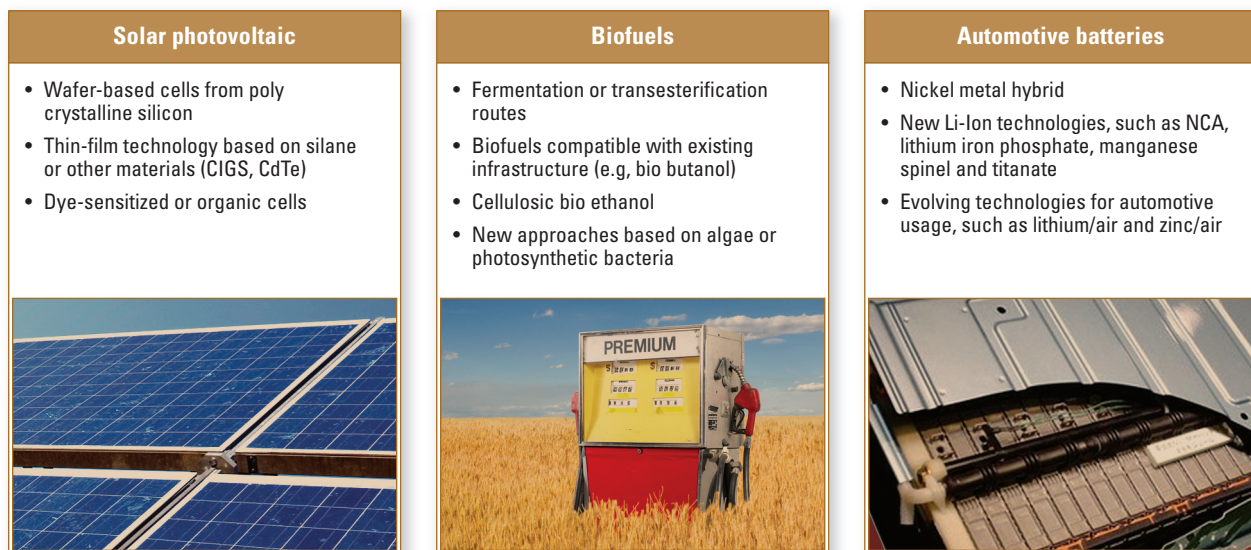 Solar photovoltaic
• Wafer-based cells from poly
crystalline silicon
• Thin-film technology based on silane
or other materials (CIGS, CdTe)
• Dye-sensitized or organic cells
Biofuels
• Fermentation or transesterification
routes
• Biofuels compatible with existing
infrastructure (e.g, bio butanol)
• Cellulosic bio ethanol
• New approaches based on algae or
photosynthetic bacteria
PREMIUM
Automotive batteries
• Nickel metal hybrid
• New Li-Ion technologies, such as NCA,
lithium iron phosphate, manganese
spinel and titanate
• Evolving technologies for automotive
usage, such as lithium/air and zinc/air